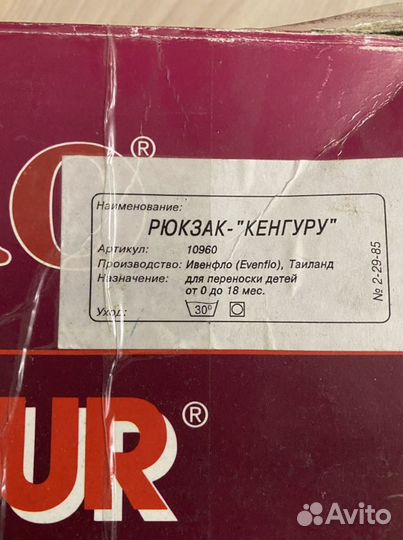 O®
Наименование:
РЮКЗАК-"КЕНГУРУ"
Артикул: 10960
Производство: Ивенфло (Evenflo), Таиланд
Назначение: для переноски детей
от 0 до 18 мес.
Уход: 30°
№ 2-29-85
UR®
Avito